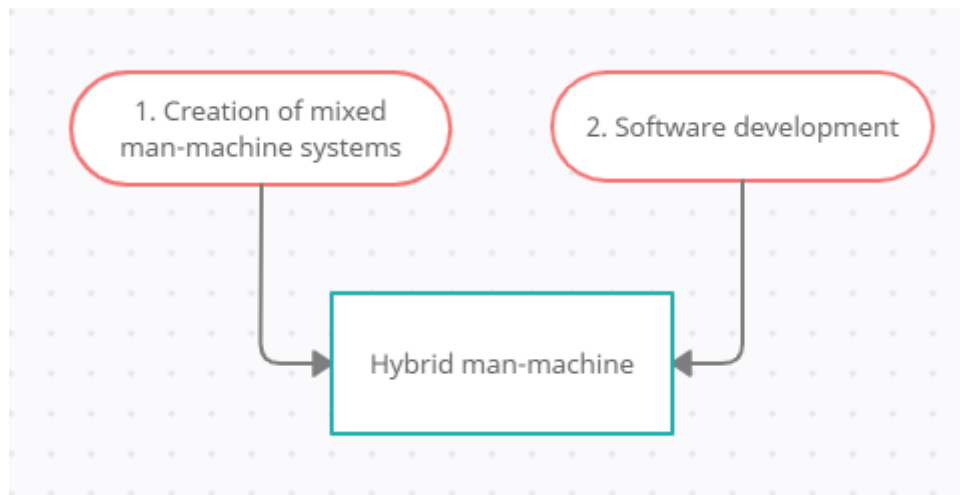 1. Creation of mixed
man-machine systems
2. Software development
Hybrid man-machine